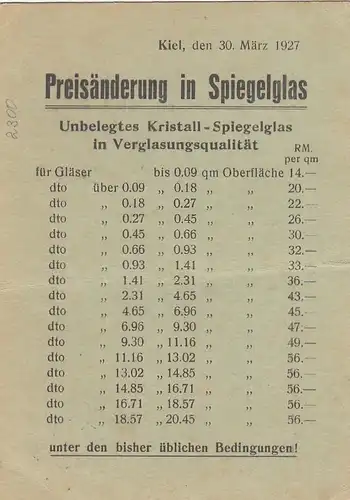 Kiel, den 30. März 1927
Preisänderung in Spiegelglas
2300
Unbelegtes Kristall-Spiegelglas
in Verglasungsqualität RM.
per qm
für Gläser bis 0.09 qm Oberfläche 14.—
dto über 0.09 „ 0.18 „ „ 20.—
dto „ 0.18 „ 0.27 „ „ 22.—
dto „ 0.27 „ 0.45 „ „ 26.—
dto „ 0.45 „ 0.66 „ „ 30.—
dto „ 0.66 „ 0.93 „ „ 32.—
dto „ 0.93 „ 1.41 „ „ 33.—
dto „ 1.41 „ 2.31 „ „ 36.—
dto „ 2.31 „ 4.65 „ „ 43.—
dto „ 4.65 „ 6.96 „ „ 45.—
dto „ 6.96 „ 9.30 „ „ 47.—
dto „ 9.30 „ 11.16 „ „ 49.—
dto „ 11.16 „ 13.02 „ „ 56.—
dto „ 13.02 „ 14.85 „ „ 56.—
dto „ 14.85 „ 16.71 „ „ 56.—
dto „ 16.71 „ 18.57 „ „ 56.—
dto „ 18.57 „ 20.45 „ „ 56.—
unter den bisher üblichen Bedingungen!